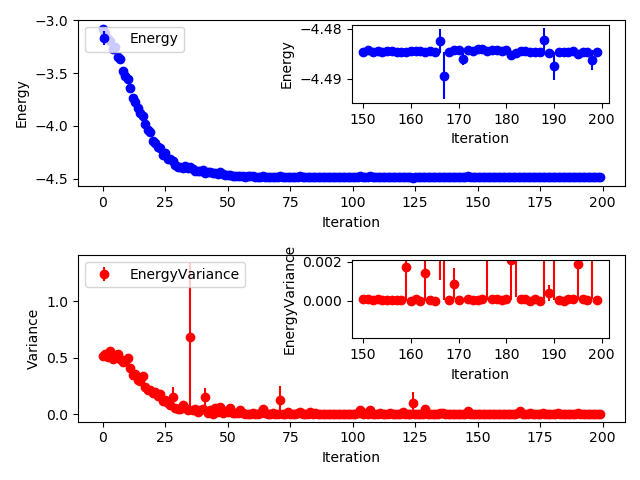 −3.0
−3.5
−4.0
−4.5
Energy
Energy
0 25 50 75 100 125 150 175 200
Iteration
−4.48
−4.49
Energy
150 160 170 180 190 200
Iteration
1.0
0.5
0.0
Variance
EnergyVariance
0 25 50 75 100 125 150 175 200
Iteration
0.002
0.000
EnergyVariance
150 160 170 180 190 200
Iteration